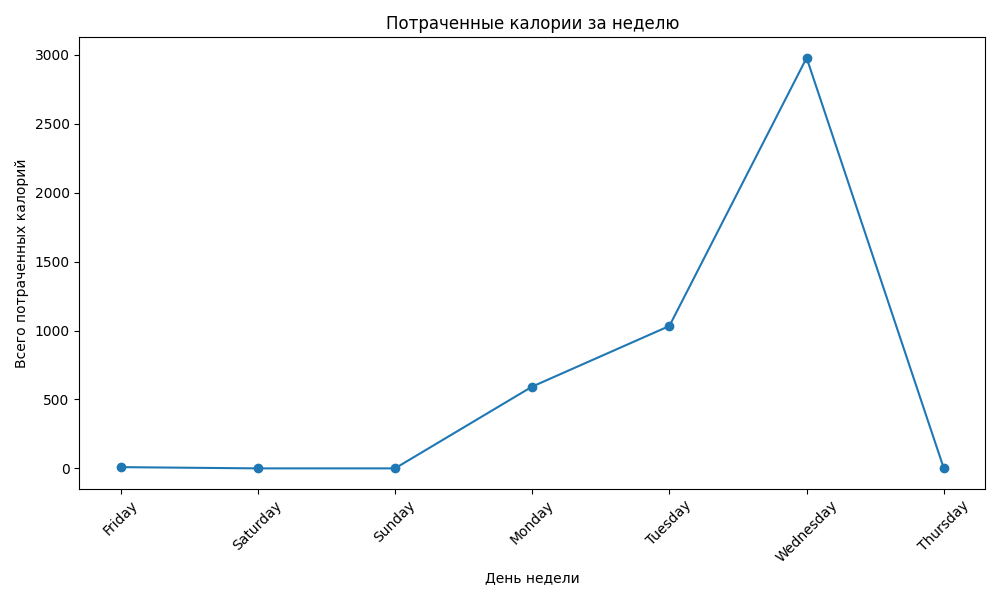 Потраченные калории за неделю
Всего потраченных калорий
3000
2500
2000
1500
1000
500
0
Friday
Saturday
Sunday
Monday
Tuesday
Wednesday
Thursday
День недели